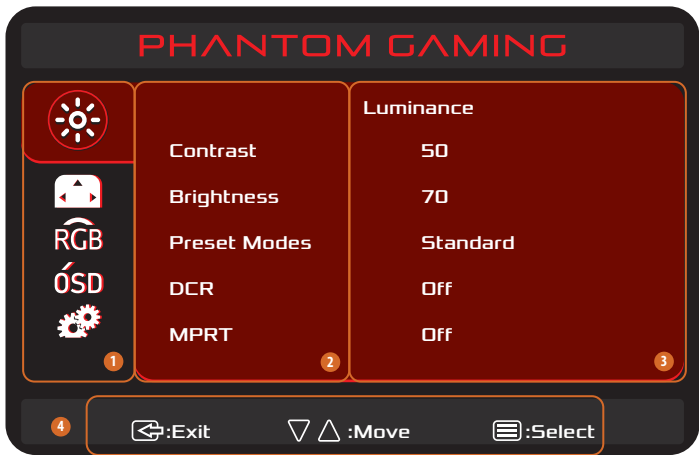 PHANTOM GAMING
Luminance
Contrast 50
Brightness 70
Preset Modes Standard
DCR Off
MPRT Off
RGB
OSD
1 2 3
4 :Exit :Move :Select